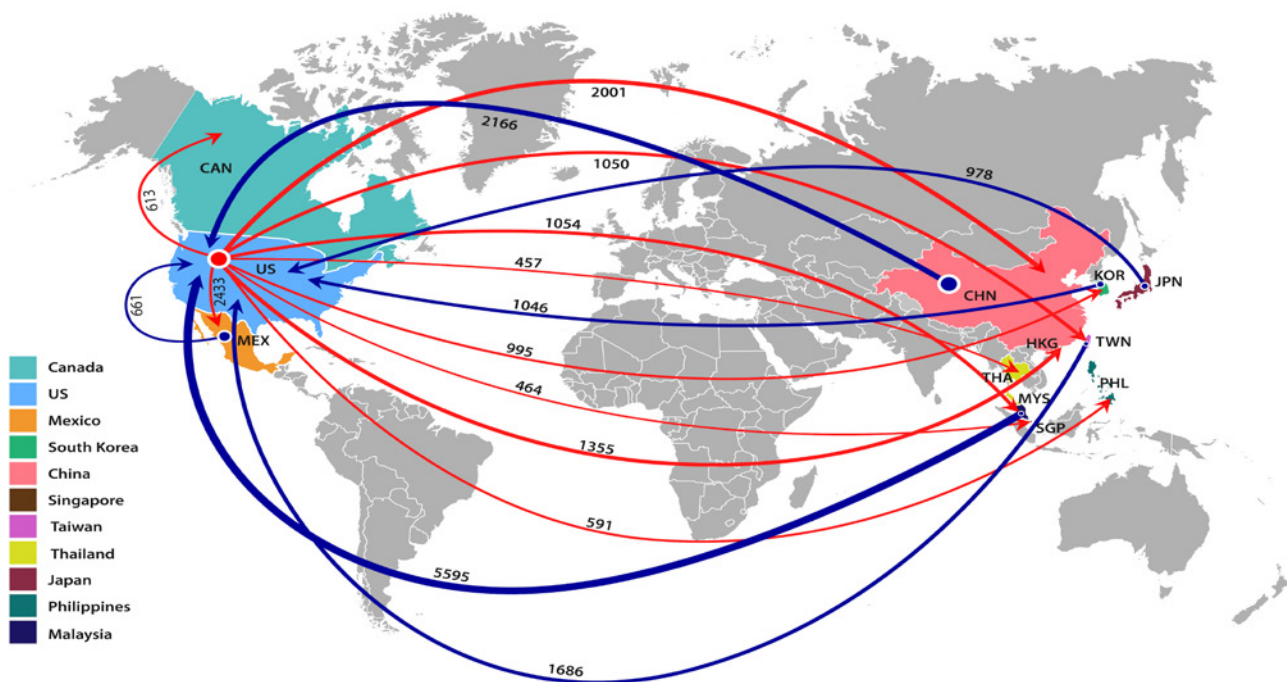 2001
2166
1050
978
CAN
613
1054
US
457
KOR
JPN
CHN
2433
1046
661
MEX
HKG
TWN
995
THA
PHL
464
MYS
SGP
1355
591
5595
1686
Canada
US
Mexico
South Korea
China
Singapore
Taiwan
Thailand
Japan
Philippines
Malaysia